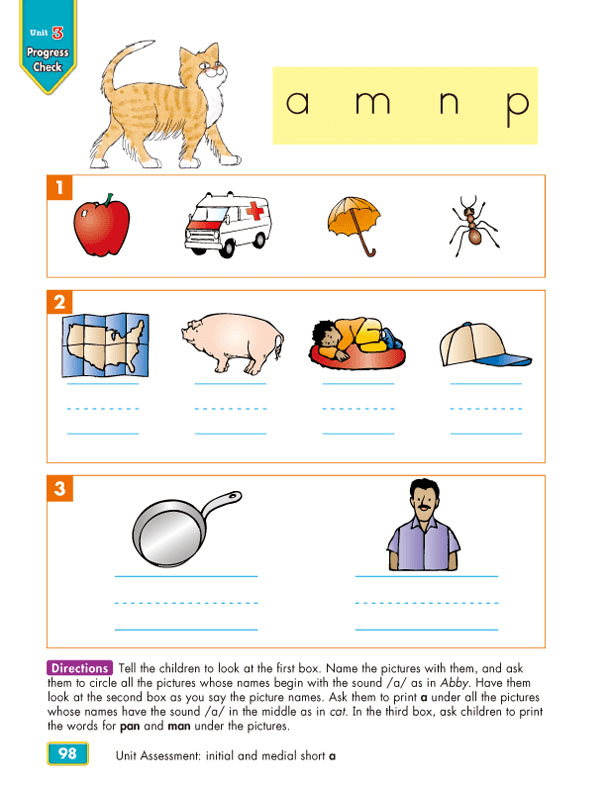 Unit 3
Progress
Check
a m n p
1
2
3
Directions Tell the children to look at the first box. Name the pictures with them, and ask
them to circle all the pictures whose names begin with the sound /a/ as in Abby. Have them
look at the second box as you say the picture names. Ask them to print a under all the pictures
whose names have the sound /a/ in the middle as in cat. In the third box, ask children to print
the words for pan and man under the pictures.
98 Unit Assessment: initial and medial short a